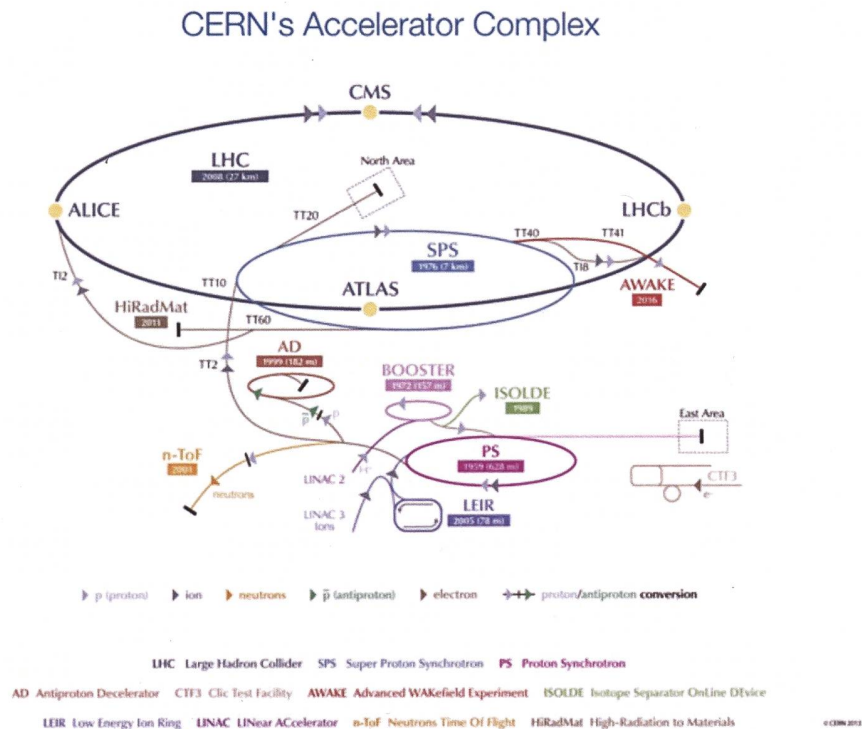 CERN's Accelerator Complex
CMS
North Area
LHC
2008 (27 km)
ALICE
TT20
LHCb
TT40
TT41
SPS
1976 (7 km)
TI8
TI2
TT10
ATLAS
AWAKE
2016
HiRadMat
2011
TT60
AD
1999 (182 m)
TT2
BOOSTER
1972 (157 m)
ISOLDE
1989
p
p̅
East Area
n-ToF
2001
PS
1959 (628 m)
LINAC 2
neutrons
CTF3
e-
LEIR
2005 (78 m)
LINAC 3
Ions
p (proton) ion neutrons p̅ (antiproton) electron proton/antiproton conversion
LHC Large Hadron Collider SPS Super Proton Synchrotron PS Proton Synchrotron
AD Antiproton Decelerator CTF3 Clic Test Facility AWAKE Advanced WAKefield Experiment ISOLDE Isotope Separator OnLine DEvice
LEIR Low Energy Ion Ring LINAC LINear ACcelerator n-ToF Neutrons Time Of Flight HiRadMat High-Radiation to Materials
© CERN 2013